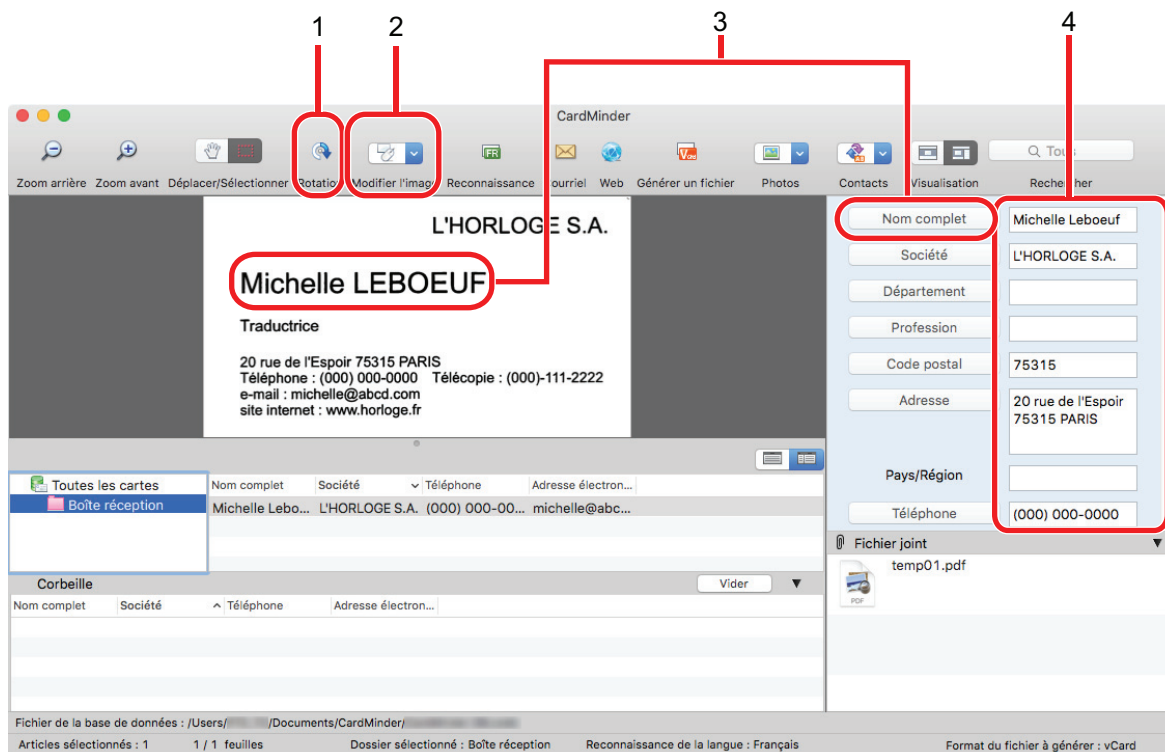 1 2 3 4
CardMinder
Tous
Zoom arrière Zoom avant Déplacer/Sélectionner Rotation Modifier l'image Reconnaissance Courriel Web Générer un fichier Photos Contacts Visualisation Rechercher
L'HORLOGE S.A.
Michelle LEBOEUF
Traductrice
20 rue de l'Espoir 75315 PARIS
Téléphone : (000) 000-0000 Télécopie : (000)-111-2222
e-mail : michelle@abcd.com
site internet : www.horloge.fr
Nom complet Michelle Leboeuf
Société L'HORLOGE S.A.
Département
Profession
Code postal 75315
Adresse 20 rue de l'Espoir
75315 PARIS
Pays/Région
Téléphone (000) 000-0000
Toutes les cartes
Boîte réception
Nom complet Société Téléphone Adresse électron...
Michelle Lebo... L'HORLOGE S.A. (000) 000-00... michelle@abc...
Fichier joint
temp01.pdf
PDF
Corbeille Vider
Nom complet Société Téléphone Adresse électron...
Fichier de la base de données : /Users/ /Documents/CardMinder/
Articles sélectionnés : 1 1 / 1 feuilles Dossier sélectionné : Boîte réception Reconnaissance de la langue : Français Format du fichier à générer : vCard